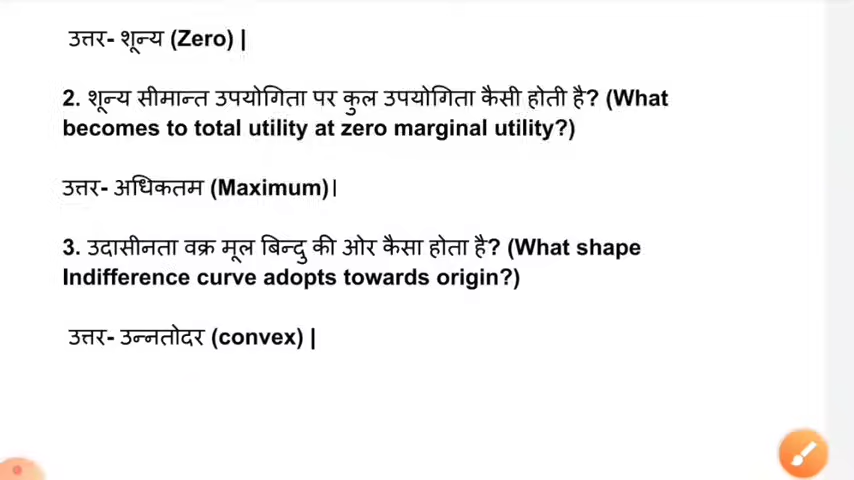 उत्तर- शून्य (Zero) |
2. शून्य सीमान्त उपयोगिता पर कुल उपयोगिता कैसी होती है? (What
becomes to total utility at zero marginal utility?)
उत्तर- अधिकतम (Maximum)।
3. उदासीनता वक्र मूल बिन्दु की ओर कैसा होता है? (What shape
Indifference curve adopts towards origin?)
उत्तर- उन्नतोदर (convex) |